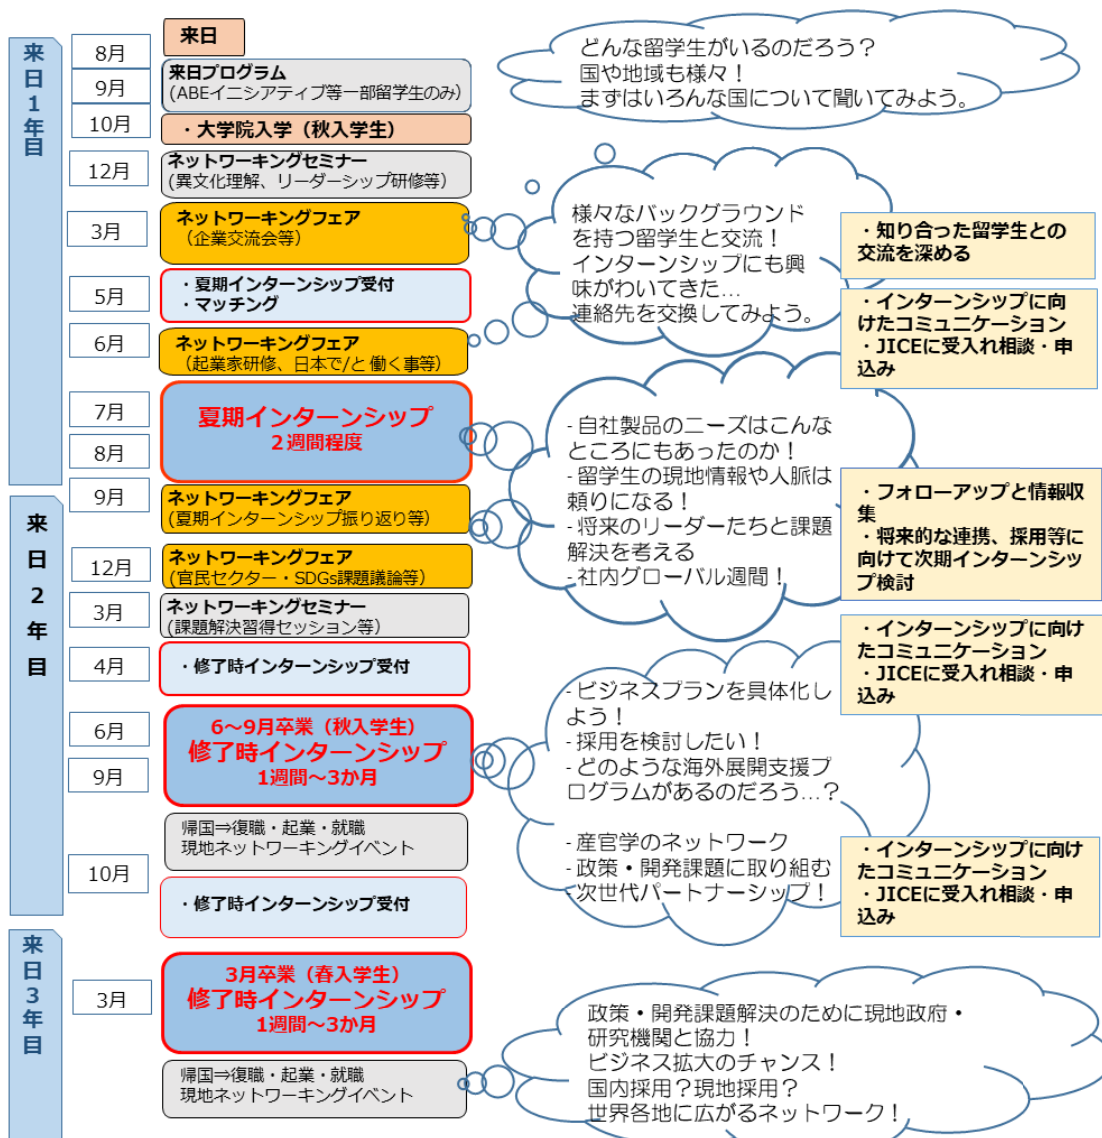 来日1年目
8月
来日
9月
来日プログラム
(ABEイニシアティブ等一部留学生のみ)
10月
・大学院入学（秋入学生）
12月
ネットワーキングセミナー
(異文化理解、リーダーシップ研修等)
3月
ネットワーキングフェア
（企業交流会等）
5月
・夏期インターンシップ受付
・マッチング
6月
ネットワーキングフェア
（起業家研修、日本で/と 働く事等）
7月
8月
夏期インターンシップ
２週間程度
来日2年目
9月
ネットワーキングフェア
(夏期インターンシップ振り返り等)
12月
ネットワーキングフェア
(官民セクター・SDGs課題議論等)
3月
ネットワーキングセミナー
(課題解決習得セッション等)
4月
・修了時インターンシップ受付
6月
9月
6～9月卒業（秋入学生）
修了時インターンシップ
1週間～3か月
帰国⇒復職・起業・就職
現地ネットワーキングイベント
10月
・修了時インターンシップ受付
来日3年目
3月
3月卒業（春入学生）
修了時インターンシップ
1週間～3か月
帰国⇒復職・起業・就職
現地ネットワーキングイベント
どんな留学生がいるのだろう？
国や地域も様々！
まずはいろんな国について聞いてみよう。
様々なバックグラウンド
を持つ留学生と交流！
インターンシップにも興
味がわいてきた…
連絡先を交換してみよう。
・知り合った留学生との
交流を深める
・インターンシップに向
けたコミュニケーション
・JICEに受入れ相談・申
込み
- 自社製品のニーズはこんな
ところにもあったのか！
- 留学生の現地情報や人脈は
頼りになる！
- 将来のリーダーたちと課題
解決を考える
- 社内グローバル週間！
・フォローアップと情報収
集
・将来的な連携、採用等に
向けて次期インターンシッ
プ検討
・インターンシップに向け
たコミュニケーション
・JICEに受入れ相談・申
込み
- ビジネスプランを具体化し
よう！
- 採用を検討したい！
- どのような海外展開支援プ
ログラムがあるのだろう…？
- 産官学のネットワーク
- 政策・開発課題に取り組む
- 次世代パートナーシップ！
・インターンシップに向け
たコミュニケーション
・JICEに受入れ相談・申
込み
政策・開発課題解決のために現地政府・
研究機関と協力！
ビジネス拡大のチャンス！
国内採用？現地採用？
世界各地に広がるネットワーク！